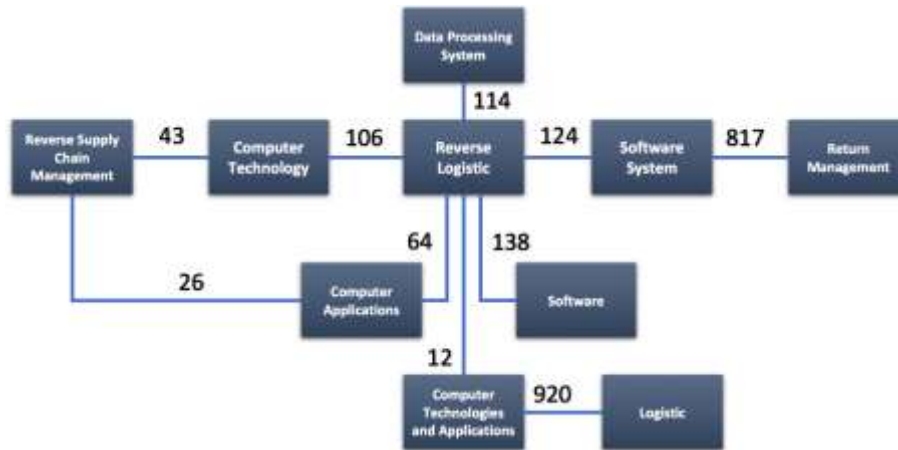 Data Processing
System
114
Reverse Supply
Chain
Management
43
Computer
Technology
106
Reverse
Logistic
124
Software
System
817
Return
Management
64
138
26
Computer
Applications
Software
12
Computer
Technologies
and Applications
920
Logistic